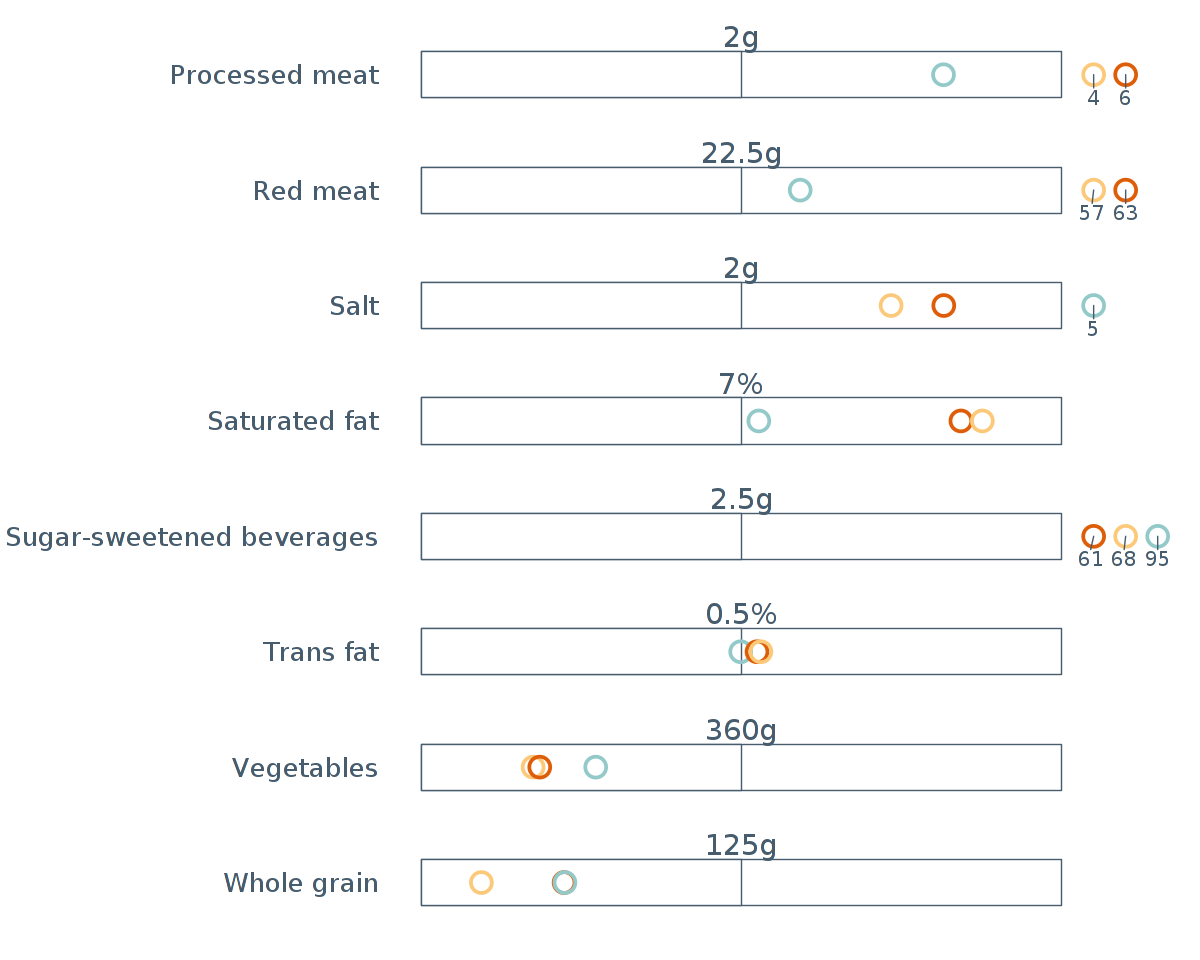 2g
Processed meat
4 6
22.5g
Red meat
57 63
2g
Salt
5
7%
Saturated fat
2.5g
Sugar-sweetened beverages
61 68 95
0.5%
Trans fat
360g
Vegetables
125g
Whole grain